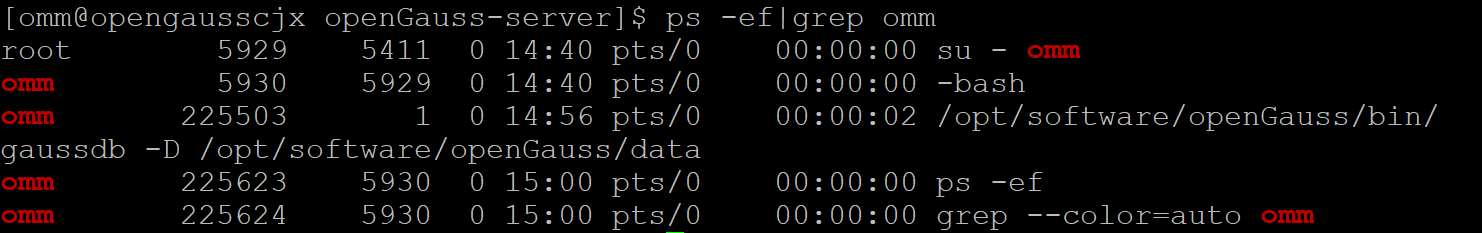 [omm@opengausscjx openGauss-server]$ ps -ef|grep omm
root        5929    5411  0 14:40 pts/0    00:00:00 su - omm
omm         5930    5929  0 14:40 pts/0    00:00:00 -bash
omm       225503       1  0 14:56 pts/0    00:00:02 /opt/software/openGauss/bin/
gaussdb -D /opt/software/openGauss/data
omm       225623    5930  0 15:00 pts/0    00:00:00 ps -ef
omm       225624    5930  0 15:00 pts/0    00:00:00 grep --color=auto omm